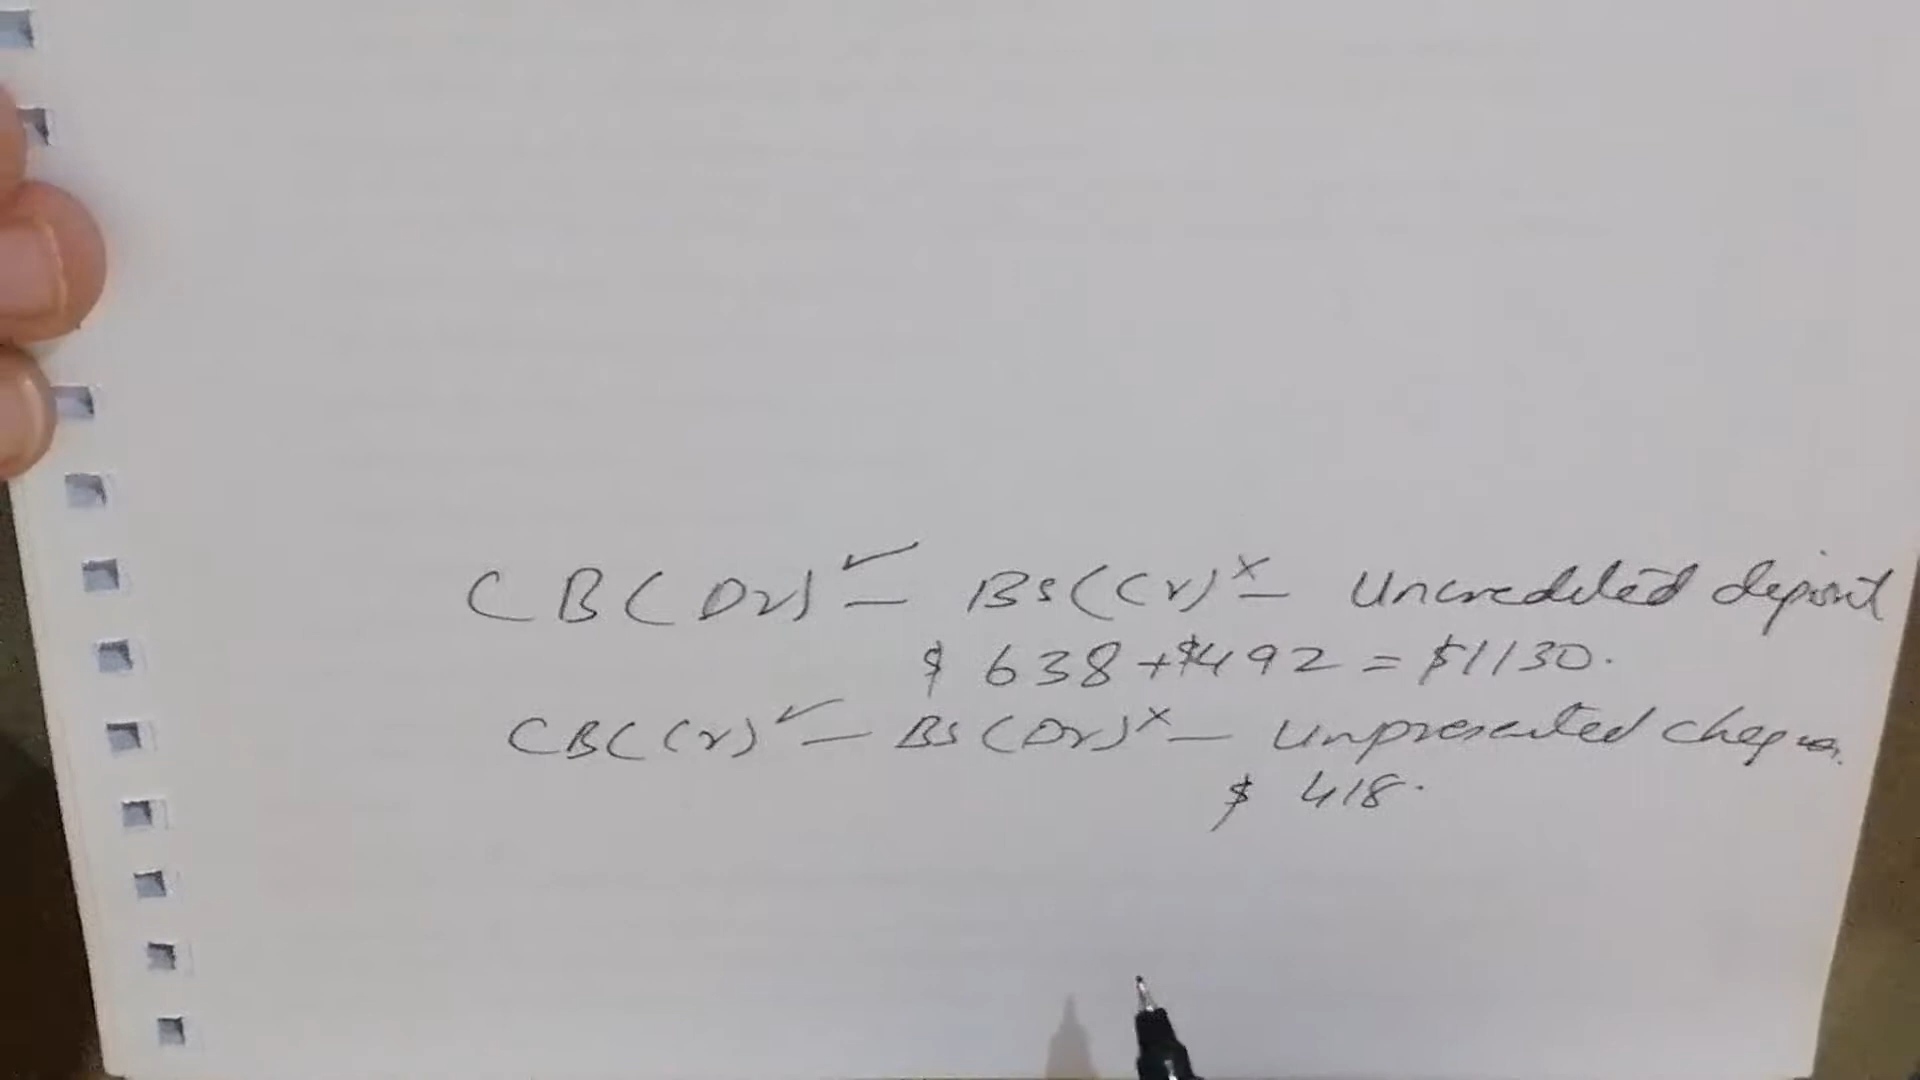 CB(Dr)✓ — Bs(Cr)× — Uncredited deposit
$ 638 + $492 = $1130.
CB(Cr)✓ — Bs(Dr)× — Unpresented cheques.
$ 418.